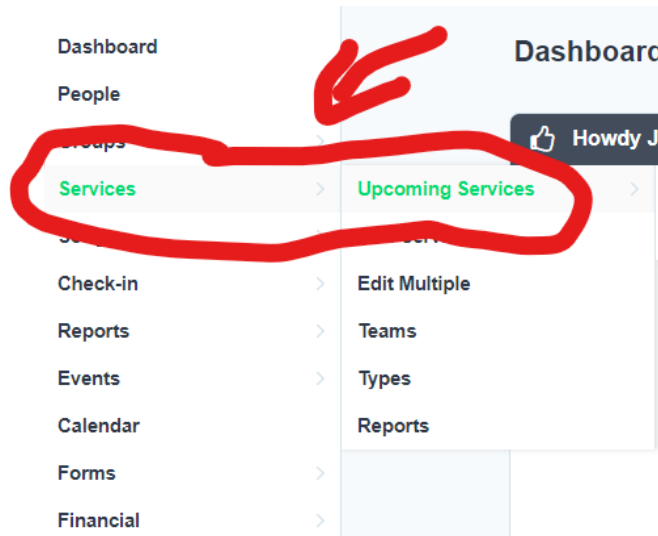 Dashboard
People
Groups
Services
Check-in
Reports
Events
Calendar
Forms
Financial
Upcoming Services
Edit Multiple
Teams
Types
Reports
Dashboard
Howdy J